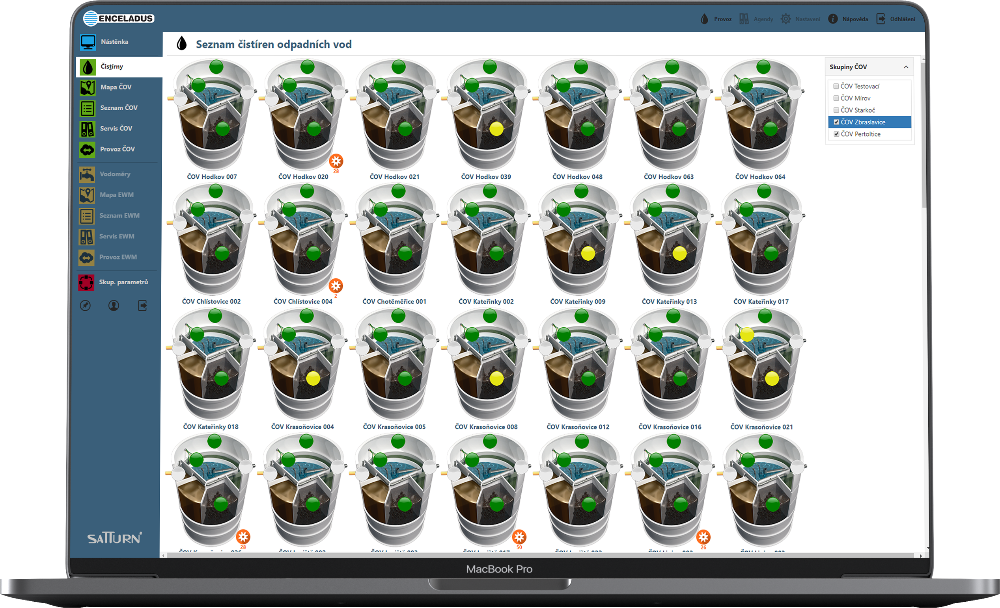 ENCELADUS
Provoz
Agendy
Nastavení
Nápověda
Odhlášení
Nástěnka
Čistírny
Mapa ČOV
Seznam ČOV
Servis ČOV
Provoz ČOV
Vodoměry
Mapa EWM
Seznam EWM
Servis EWM
Provoz EWM
Skup. parametrů
SATTURN
Seznam čistíren odpadních vod
Skupiny ČOV
ČOV Testovací
ČOV Mírov
ČOV Starkoč
ČOV Zbraslavice
ČOV Pertoltice
28
ČOV Hodkov 007
ČOV Hodkov 020
ČOV Hodkov 021
ČOV Hodkov 039
ČOV Hodkov 048
ČOV Hodkov 063
ČOV Hodkov 064
2
ČOV Chlístovice 002
ČOV Chlístovice 004
ČOV Chotěměřice 001
ČOV Kateřinky 002
ČOV Kateřinky 009
ČOV Kateřinky 013
ČOV Kateřinky 017
ČOV Kateřinky 018
ČOV Krasoňovice 004
ČOV Krasoňovice 005
ČOV Krasoňovice 008
ČOV Krasoňovice 012
ČOV Krasoňovice 016
ČOV Krasoňovice 021
28
50
26
MacBook Pro